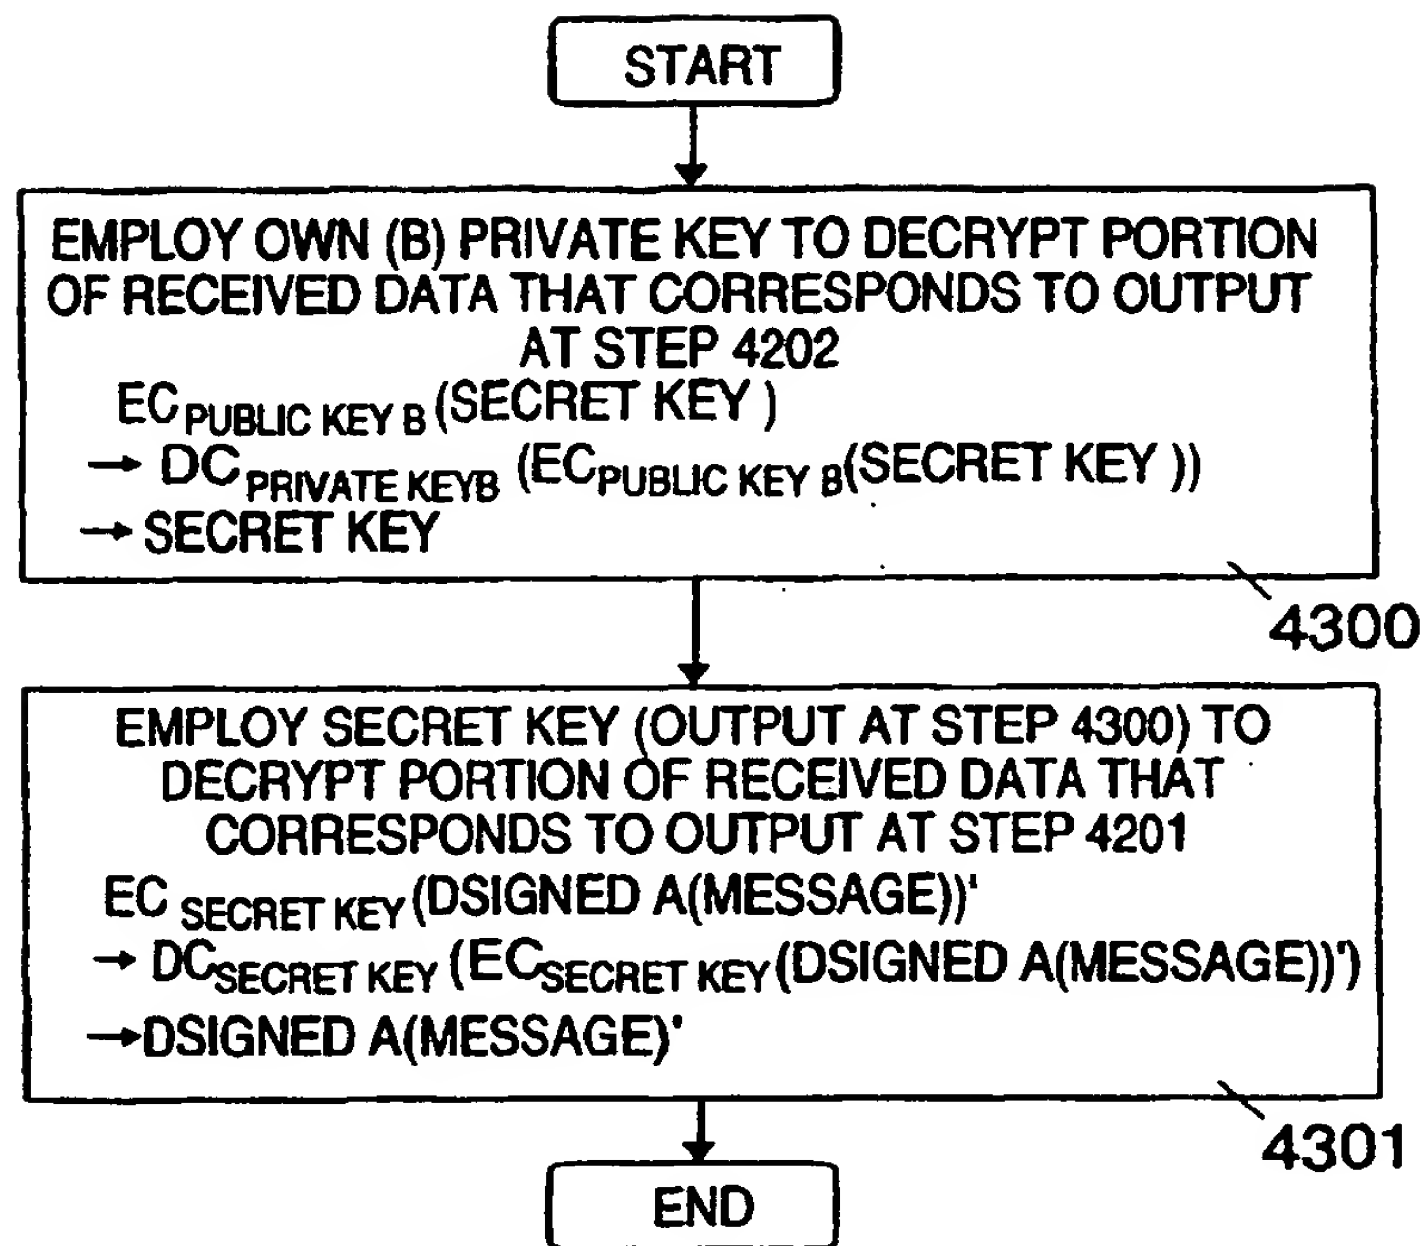 START
EMPLOY OWN (B) PRIVATE KEY TO DECRYPT PORTION
OF RECEIVED DATA THAT CORRESPONDS TO OUTPUT
AT STEP 4202
EC PUBLIC KEY B (SECRET KEY )
→ DC PRIVATE KEYB (EC PUBLIC KEY B (SECRET KEY ))
→ SECRET KEY
4300
EMPLOY SECRET KEY (OUTPUT AT STEP 4300) TO
DECRYPT PORTION OF RECEIVED DATA THAT
CORRESPONDS TO OUTPUT AT STEP 4201
EC SECRET KEY (DSIGNED A(MESSAGE))'
→ DC SECRET KEY (EC SECRET KEY (DSIGNED A(MESSAGE))')
→DSIGNED A(MESSAGE)'
4301
END